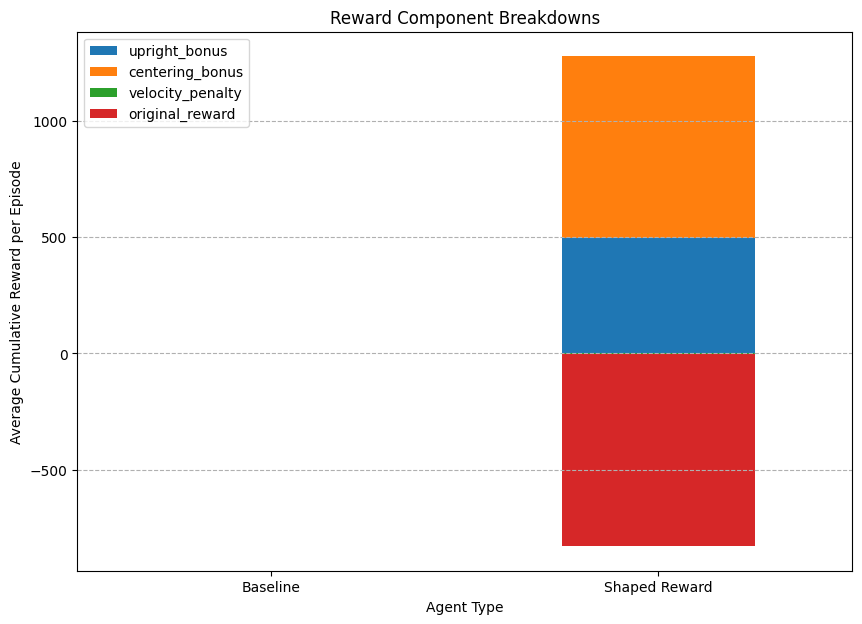 Reward Component Breakdowns
upright_bonus
centering_bonus
velocity_penalty
original_reward
Average Cumulative Reward per Episode
1000
500
0
−500
Baseline
Shaped Reward
Agent Type